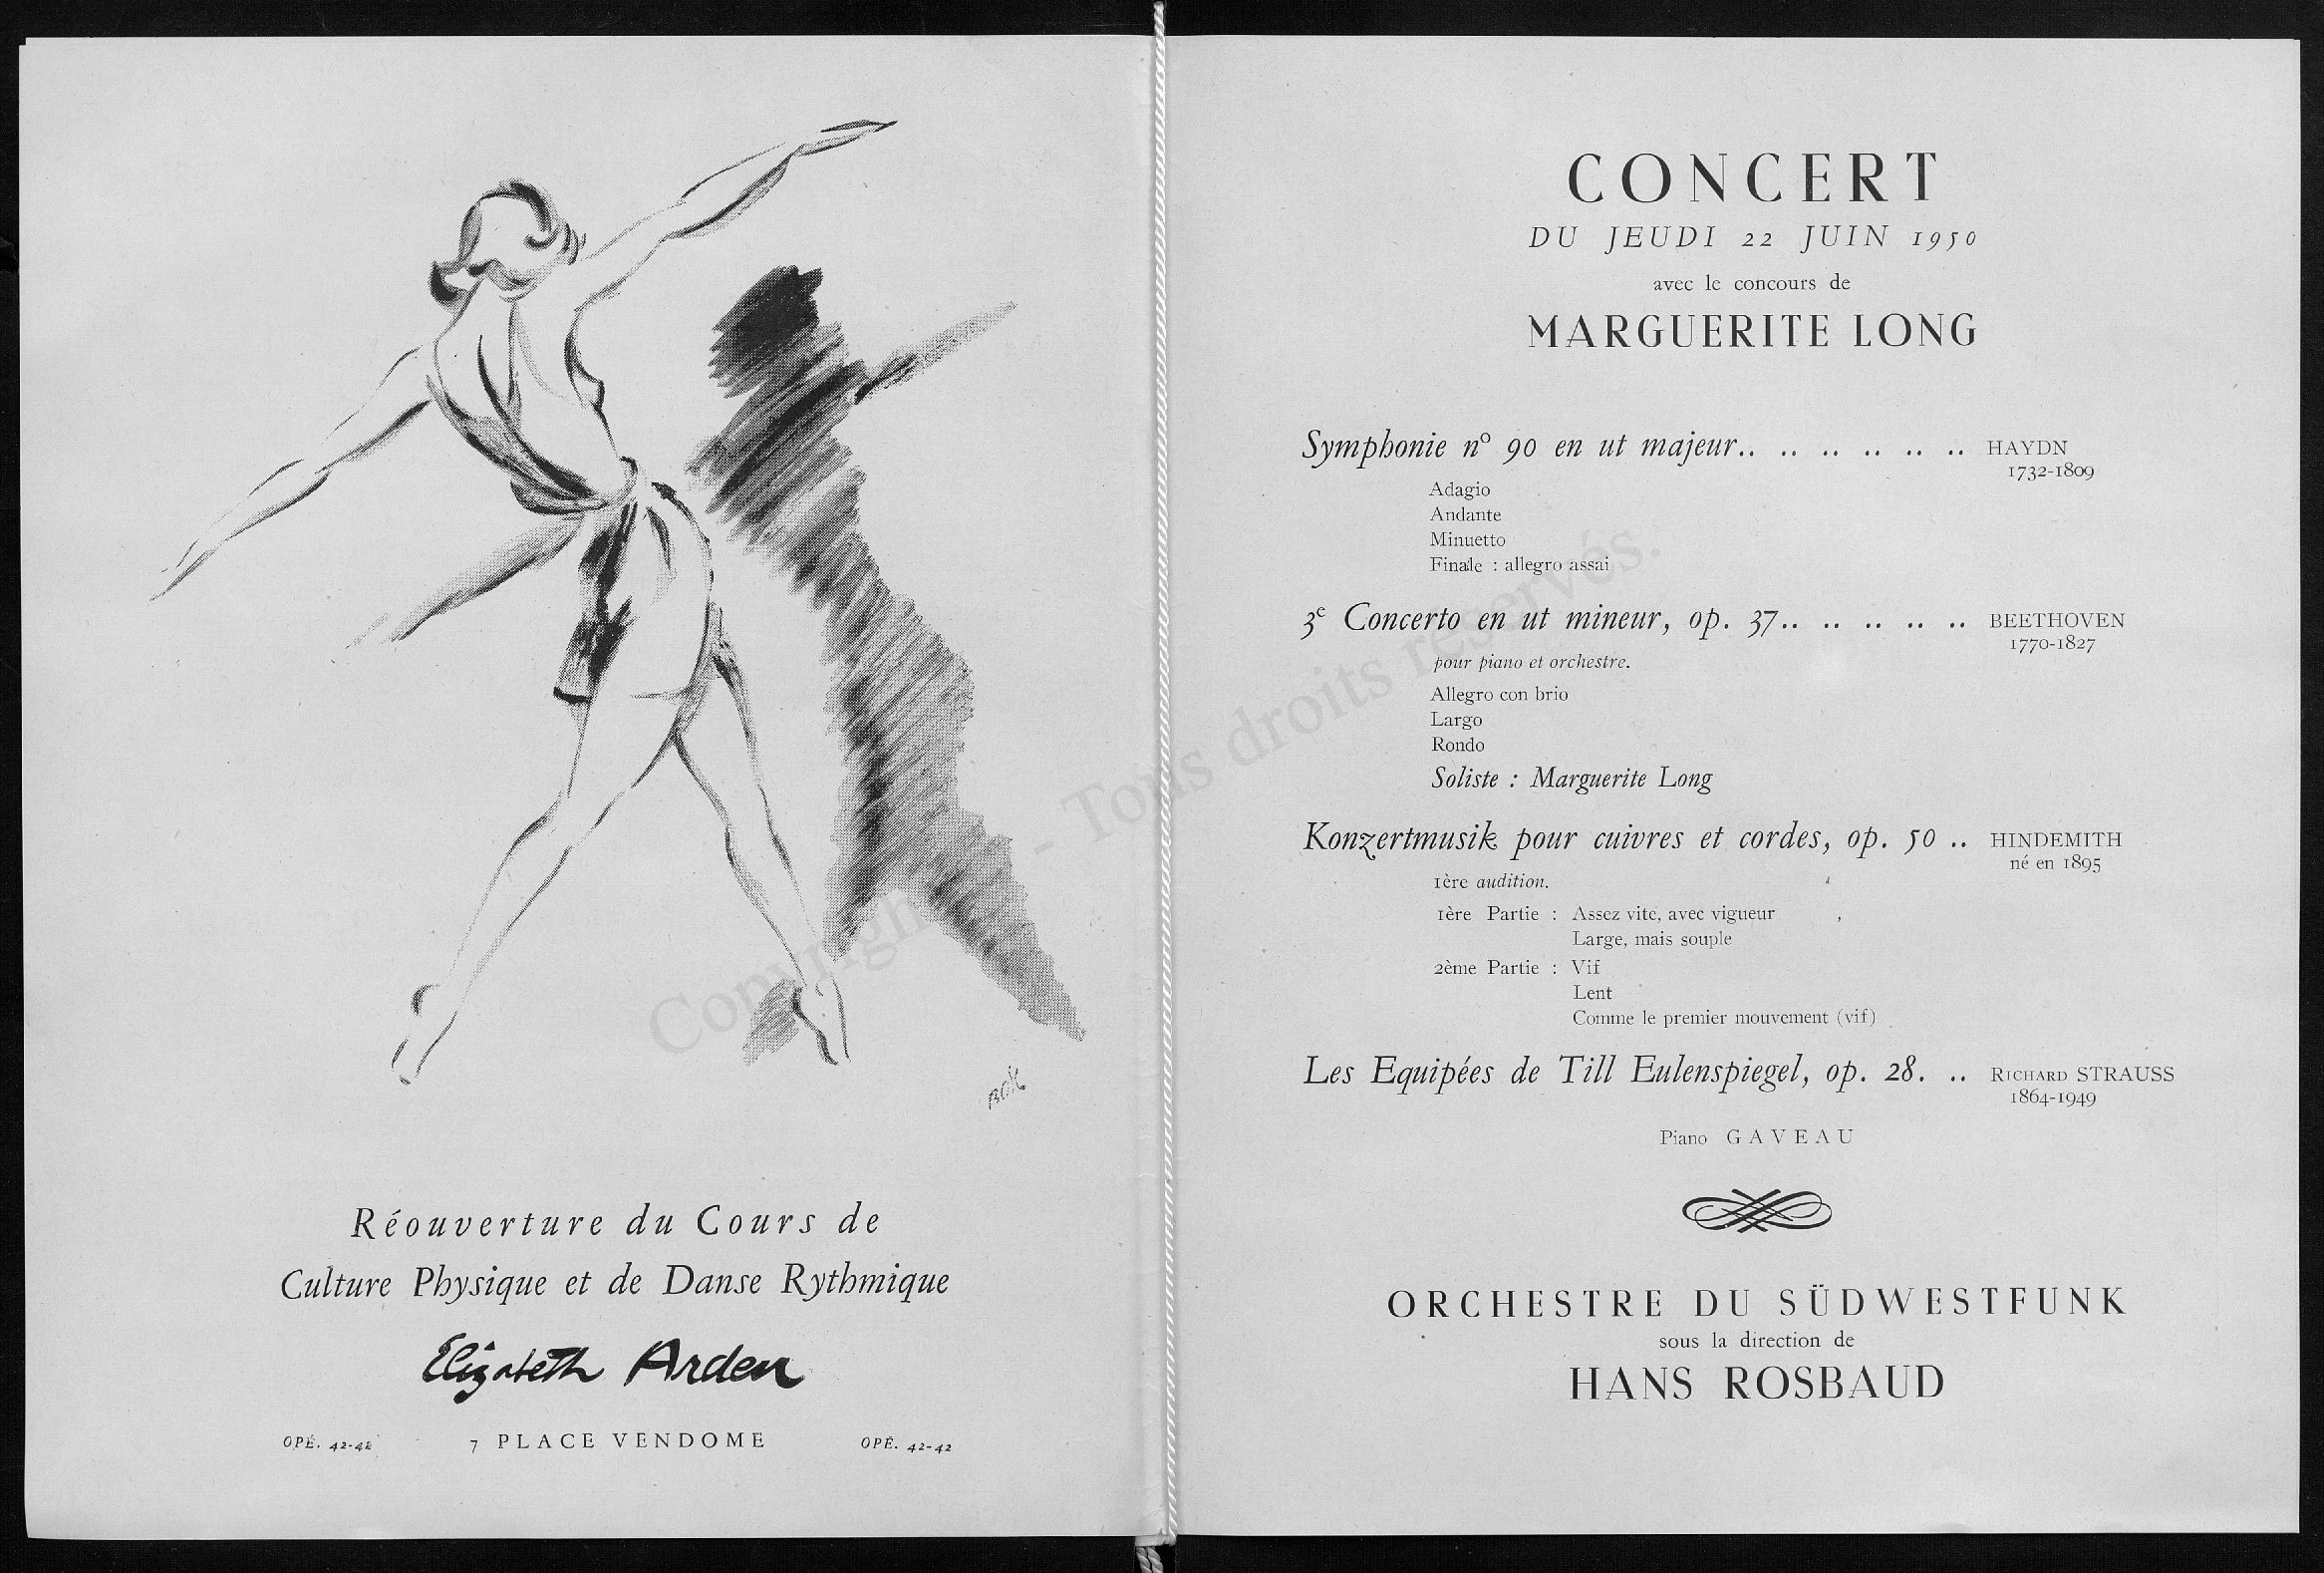 BOK
Réouverture du Cours de
Culture Physique et de Danse Rythmique
Elizabeth Arden
OPÉ. 42-42 7 PLACE VENDOME OPÉ. 42-42
CONCERT
DU JEUDI 22 JUIN 1950
avec le concours de
MARGUERITE LONG
Symphonie nº 90 en ut majeur.. .. .. .. .. .. HAYDN
1732-1809
Adagio
Andante
Minuetto
Finale : allegro assai
3e Concerto en ut mineur, op. 37.. .. .. .. .. BEETHOVEN
1770-1827
pour piano et orchestre.
Allegro con brio
Largo
Rondo
Soliste : Marguerite Long
Konzertmusik pour cuivres et cordes, op. 50 .. HINDEMITH
né en 1895
1ère audition.
1ère Partie : Assez vite, avec vigueur
Large, mais souple
2ème Partie : Vif
Lent
Comme le premier mouvement (vif)
Les Equipées de Till Eulenspiegel, op. 28. .. RICHARD STRAUSS
1864-1949
Piano GAVEAU
ORCHESTRE DU SÜDWESTFUNK
sous la direction de
HANS ROSBAUD
Copyright - Tous droits reservés.